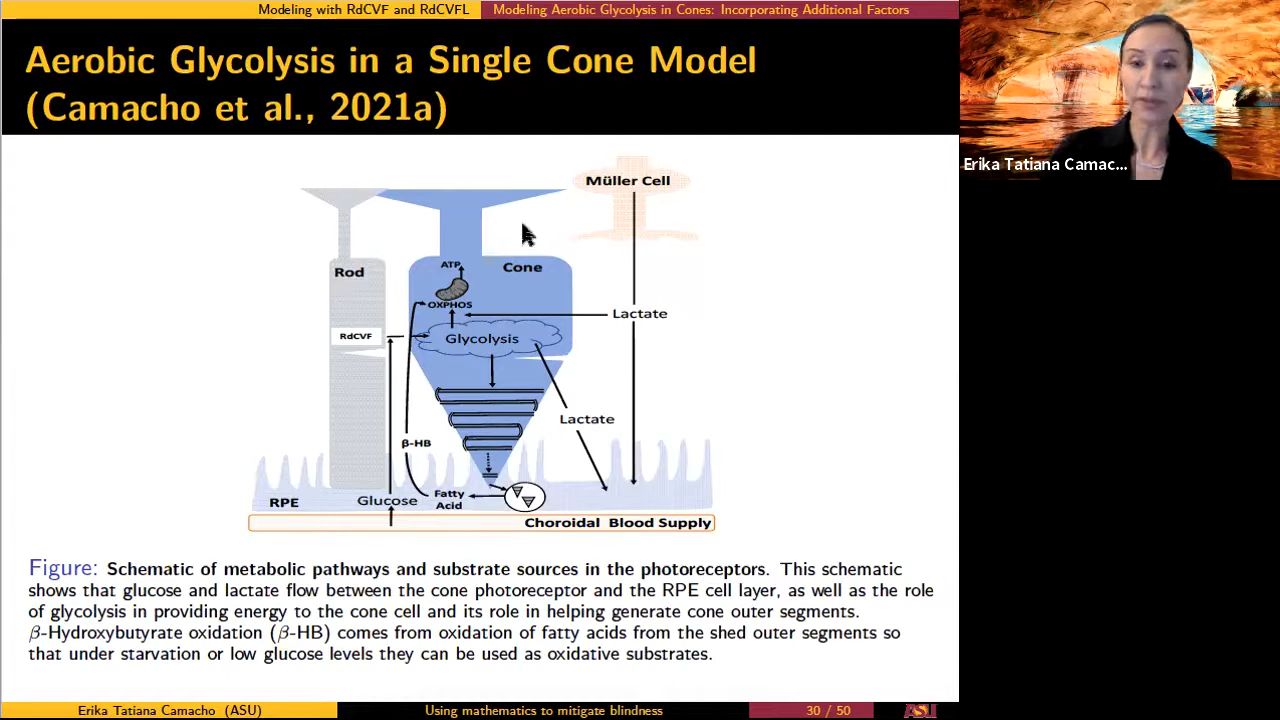 Modeling with RdCVF and RdCVFL
Modeling Aerobic Glycolysis in Cones: Incorporating Additional Factors
Aerobic Glycolysis in a Single Cone Model
(Camacho et al., 2021a)
Erika Tatiana Camac...
Müller Cell
Rod
ATP
Cone
OXPHOS
Lactate
RdCVF
Glycolysis
Lactate
β-HB
RPE
Glucose
Fatty
Acid
Choroidal Blood Supply
Figure: Schematic of metabolic pathways and substrate sources in the photoreceptors. This schematic
shows that glucose and lactate flow between the cone photoreceptor and the RPE cell layer, as well as the role
of glycolysis in providing energy to the cone cell and its role in helping generate cone outer segments.
β-Hydroxybutyrate oxidation (β-HB) comes from oxidation of fatty acids from the shed outer segments so
that under starvation or low glucose levels they can be used as oxidative substrates.
Erika Tatiana Camacho (ASU)
Using mathematics to mitigate blindness
30 / 50
ASU